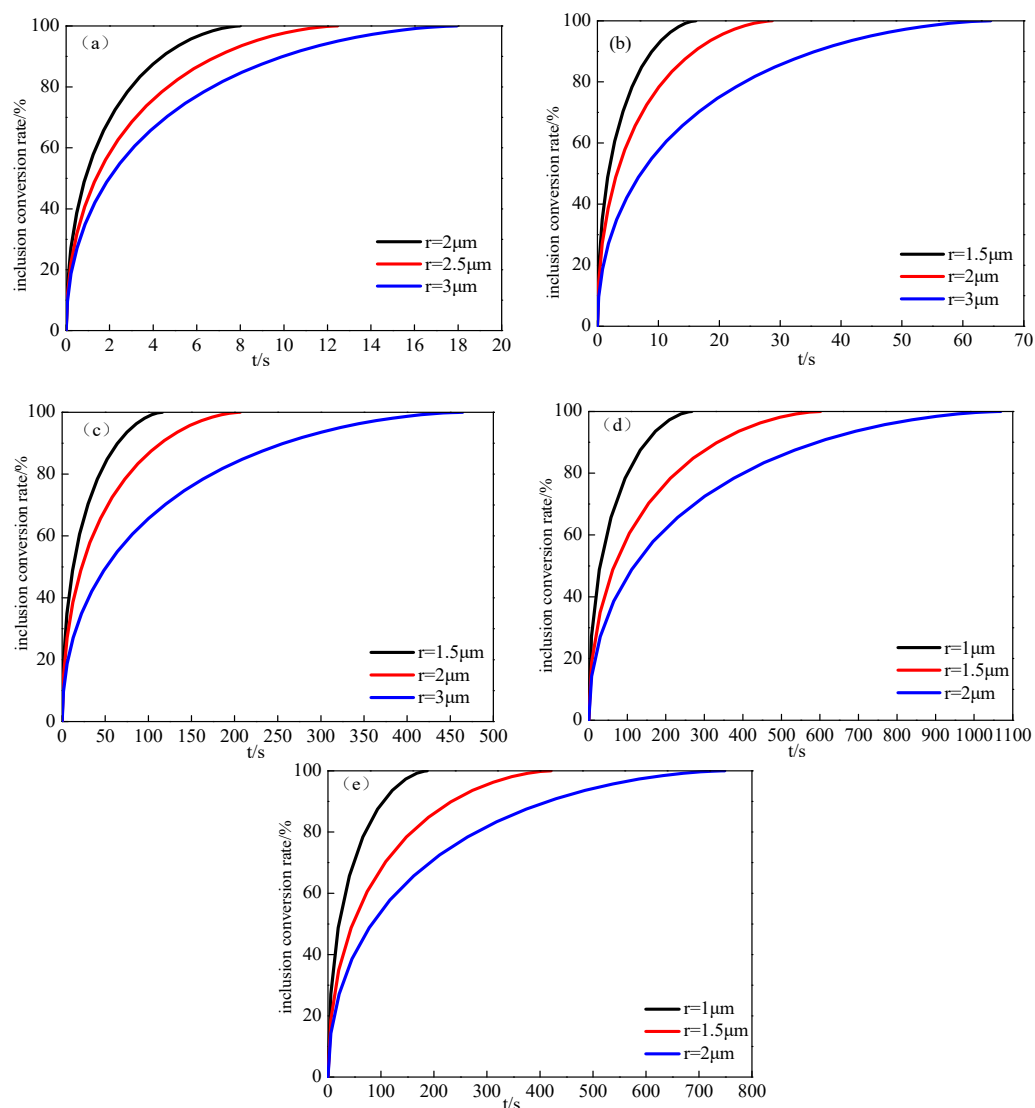 (a)
inclusion conversion rate/%
100
80
60
40
20
0
0 2 4 6 8 10 12 14 16 18 20
t/s
r=2μm
r=2.5μm
r=3μm
(b)
inclusion conversion rate/%
100
80
60
40
20
0
0 10 20 30 40 50 60 70
t/s
r=1.5μm
r=2μm
r=3μm
(c)
inclusion conversion rate/%
100
80
60
40
20
0
0 50 100 150 200 250 300 350 400 450 500
t/s
r=1.5μm
r=2μm
r=3μm
(d)
inclusion conversion rate/%
100
80
60
40
20
0
0 100 200 300 400 500 600 700 800 900 1000 1100
t/s
r=1μm
r=1.5μm
r=2μm
(e)
inclusion conversion rate/%
100
80
60
40
20
0
0 100 200 300 400 500 600 700 800
t/s
r=1μm
r=1.5μm
r=2μm